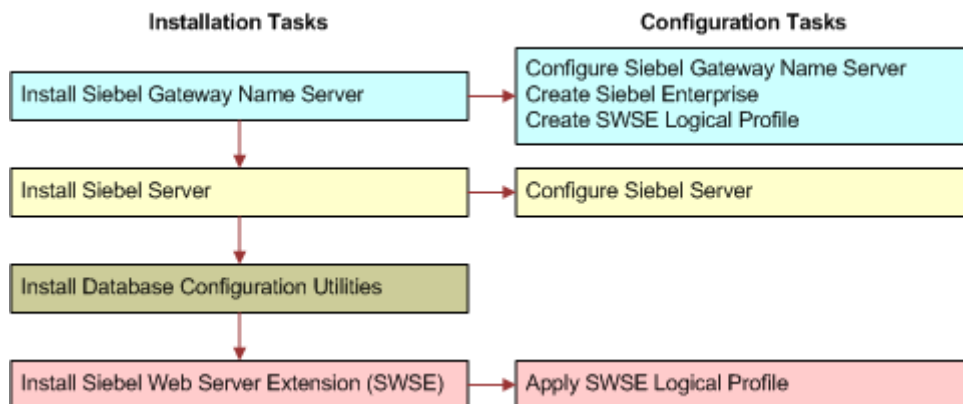 Installation Tasks
Configuration Tasks
Install Siebel Gateway Name Server
Configure Siebel Gateway Name Server
Create Siebel Enterprise
Create SWSE Logical Profile
Install Siebel Server
Configure Siebel Server
Install Database Configuration Utilities
Install Siebel Web Server Extension (SWSE)
Apply SWSE Logical Profile